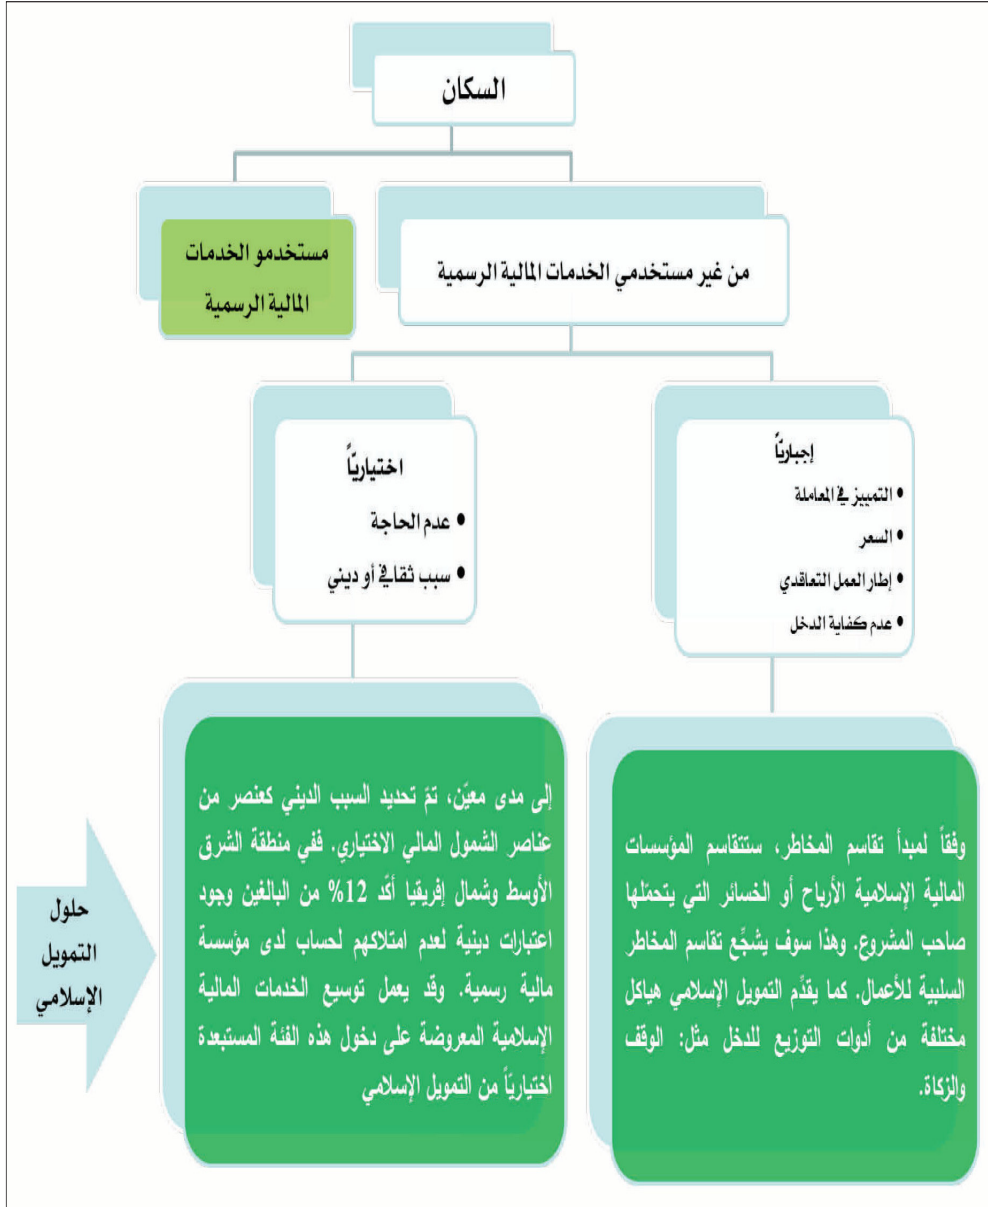 السكان
من غير مستخدمي الخدمات المالية الرسمية
مستخدمو الخدمات
المالية الرسمية
إجباريّاً
• التمييز في المعاملة
• السعر
• إطار العمل التعاقدي
• عدم كفاية الدخل
اختياريّاً
• عدم الحاجة
• سبب ثقافي أو ديني
وفقاً لمبدأ تقاسم المخاطر، ستتقاسم المؤسسات
المالية الإسلامية الأرباح أو الخسائر التي يتحمّلها
صاحب المشروع. وهذا سوف يشجِّع تقاسم المخاطر
السلبية للأعمال. كما يقدِّم التمويل الإسلامي هياكل
مختلفة من أدوات التوزيع للدخل مثل: الوقف
والزكاة.
إلى مدى معيّن، تمّ تحديد السبب الديني كعنصر من
عناصر الشمول المالي الاختياري. ففي منطقة الشرق
الأوسط وشمال إفريقيا أكّد 12% من البالغين وجود
اعتبارات دينية لعدم امتلاكهم لحساب لدى مؤسسة
مالية رسمية. وقد يعمل توسيع الخدمات المالية
الإسلامية المعروضة على دخول هذه الفئة المستبعدة
اختياريّاً من التمويل الإسلامي
حلول
التمويل
الإسلامي